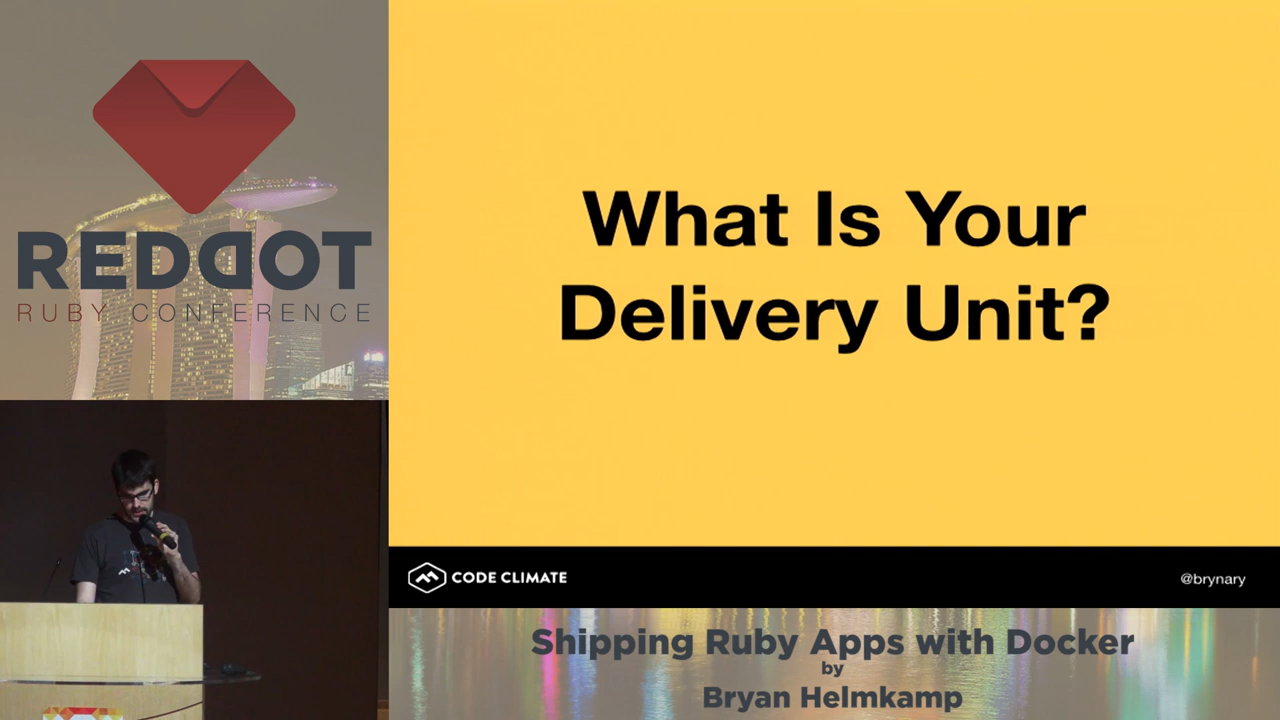 REDDOT
RUBY CONFERENCE
What Is Your
Delivery Unit?
CODE CLIMATE
@brynary
Shipping Ruby Apps with Docker
by
Bryan Helmkamp